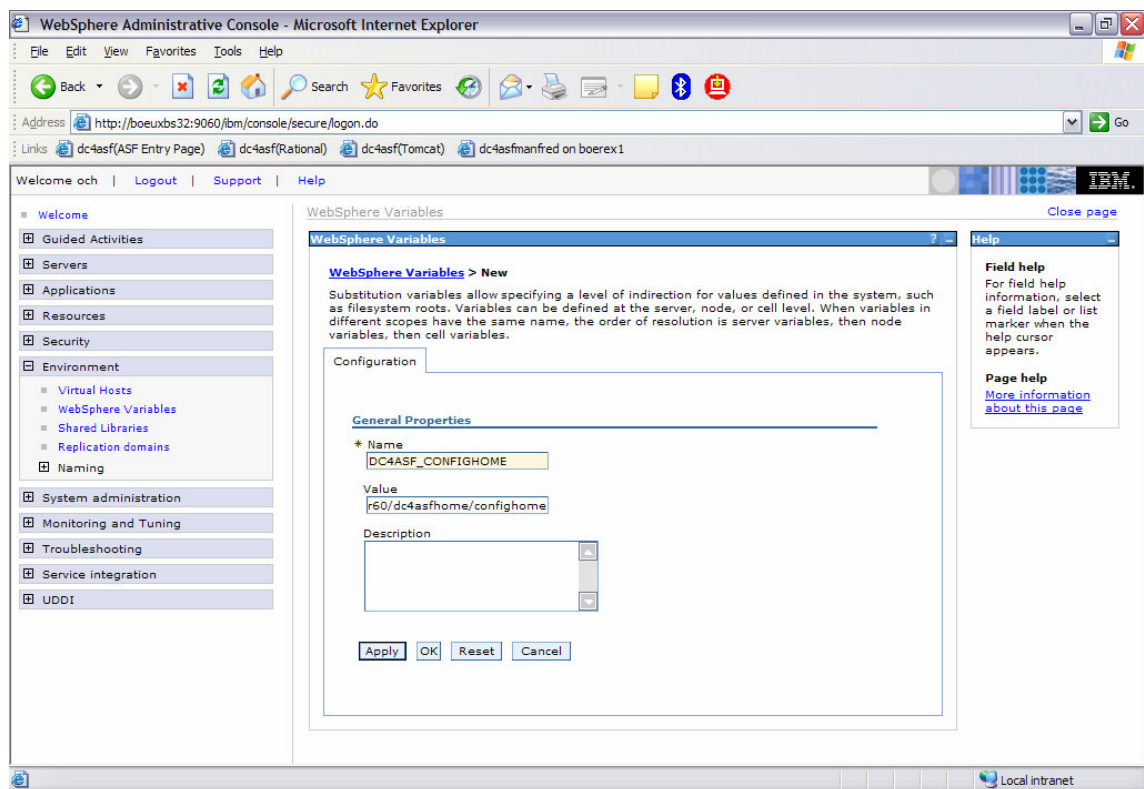 WebSphere Administrative Console - Microsoft Internet Explorer
File Edit View Favorites Tools Help
Back Search Favorites
Address http://boeuxbs32:9060/ibm/console/secure/logon.do Go
Links dc4asf(ASF Entry Page) dc4asf(Rational) dc4asf(Tomcat) dc4asfmanfred on boerex1
Welcome och | Logout | Support | Help IBM.
Welcome
Guided Activities
Servers
Applications
Resources
Security
Environment
Virtual Hosts
WebSphere Variables
Shared Libraries
Replication domains
Naming
System administration
Monitoring and Tuning
Troubleshooting
Service integration
UDDI
WebSphere Variables Close page
WebSphere Variables ? -
WebSphere Variables > New
Substitution variables allow specifying a level of indirection for values defined in the system, such
as filesystem roots. Variables can be defined at the server, node, or cell level. When variables in
different scopes have the same name, the order of resolution is server variables, then node
variables, then cell variables.
Configuration
General Properties
* Name
DC4ASF_CONFIGHOME
Value
r60/dc4asfhome/confighome
Description
Apply OK Reset Cancel
Help -
Field help
For field help
information, select
a field label or list
marker when the
help cursor
appears.
Page help
More information
about this page
Local intranet